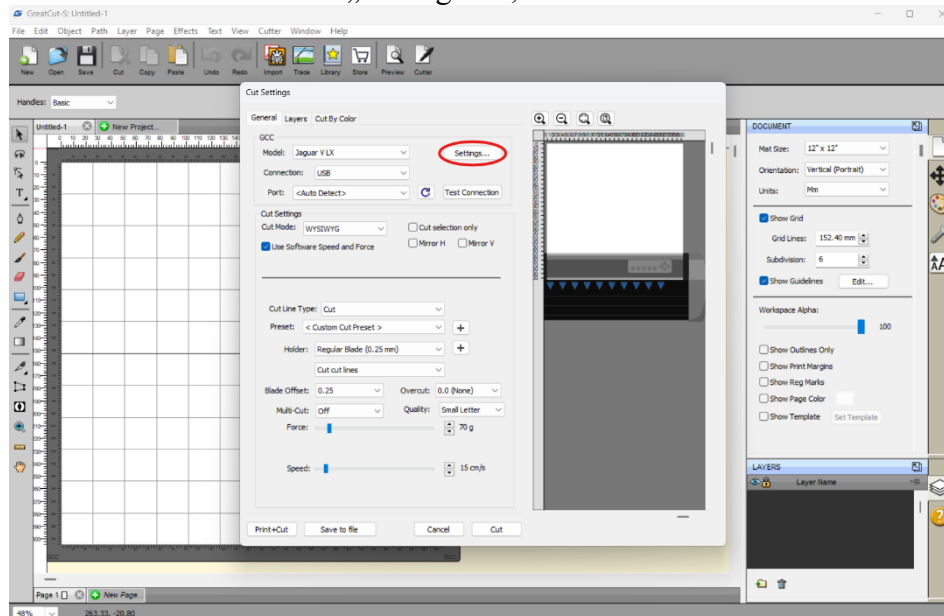 GreatCut-S: Untitled-1
File Edit Object Path Layer Page Effects Text View Cutter Window Help
New Open Save Cut Copy Paste Undo Redo Import Trace Library Store Preview Cutter
Handles: Basic
Untitled-1 New Project...
Cut Settings
General Layers Cut By Color
GCC
Model: Jaguar V LX Settings...
Connection: USB
Port: <Auto Detect> Test Connection
Cut Settings
Cut Mode: WYSIWYG Cut selection only
Use Software Speed and Force Mirror H Mirror V
Cut Line Type: Cut
Preset: < Custom Cut Preset >
Holder: Regular Blade (0.25 mm)
Cut cut lines
Blade Offset: 0.25 Overcut: 0.0 (None)
Multi-Cut: Off Quality: Small Letter
Force: 70 g
Speed: 15 cm/s
Print+Cut Save to file Cancel Cut
DOCUMENT
Mat Size: 12" x 12"
Orientation: Vertical (Portrait)
Units: Mm
Show Grid
Grid Lines: 152.40 mm
Subdivision: 6
Show Guidelines Edit...
Workspace Alpha:
100
Show Outlines Only
Show Print Margins
Show Reg Marks
Show Page Color
Show Template Set Template
LAYERS
Layer Name
Page 1 New Page...
48% 263.33, -20.80